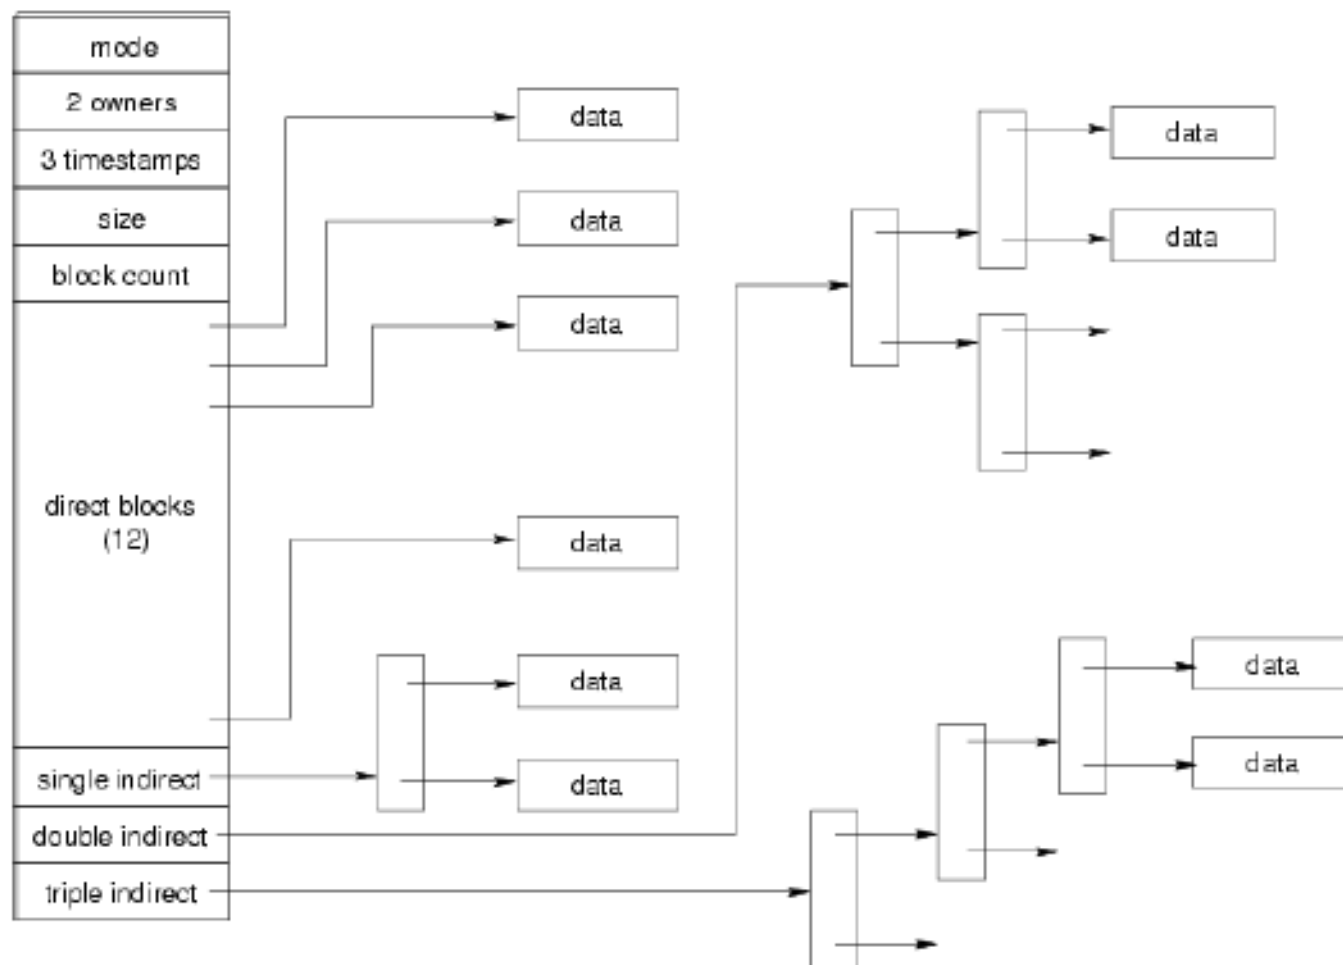 mode
2 owners
3 timestamps
size
block count
direct blocks
(12)
single indirect
double indirect
triple indirect
data
data
data
data
data
data
data
data
data
data